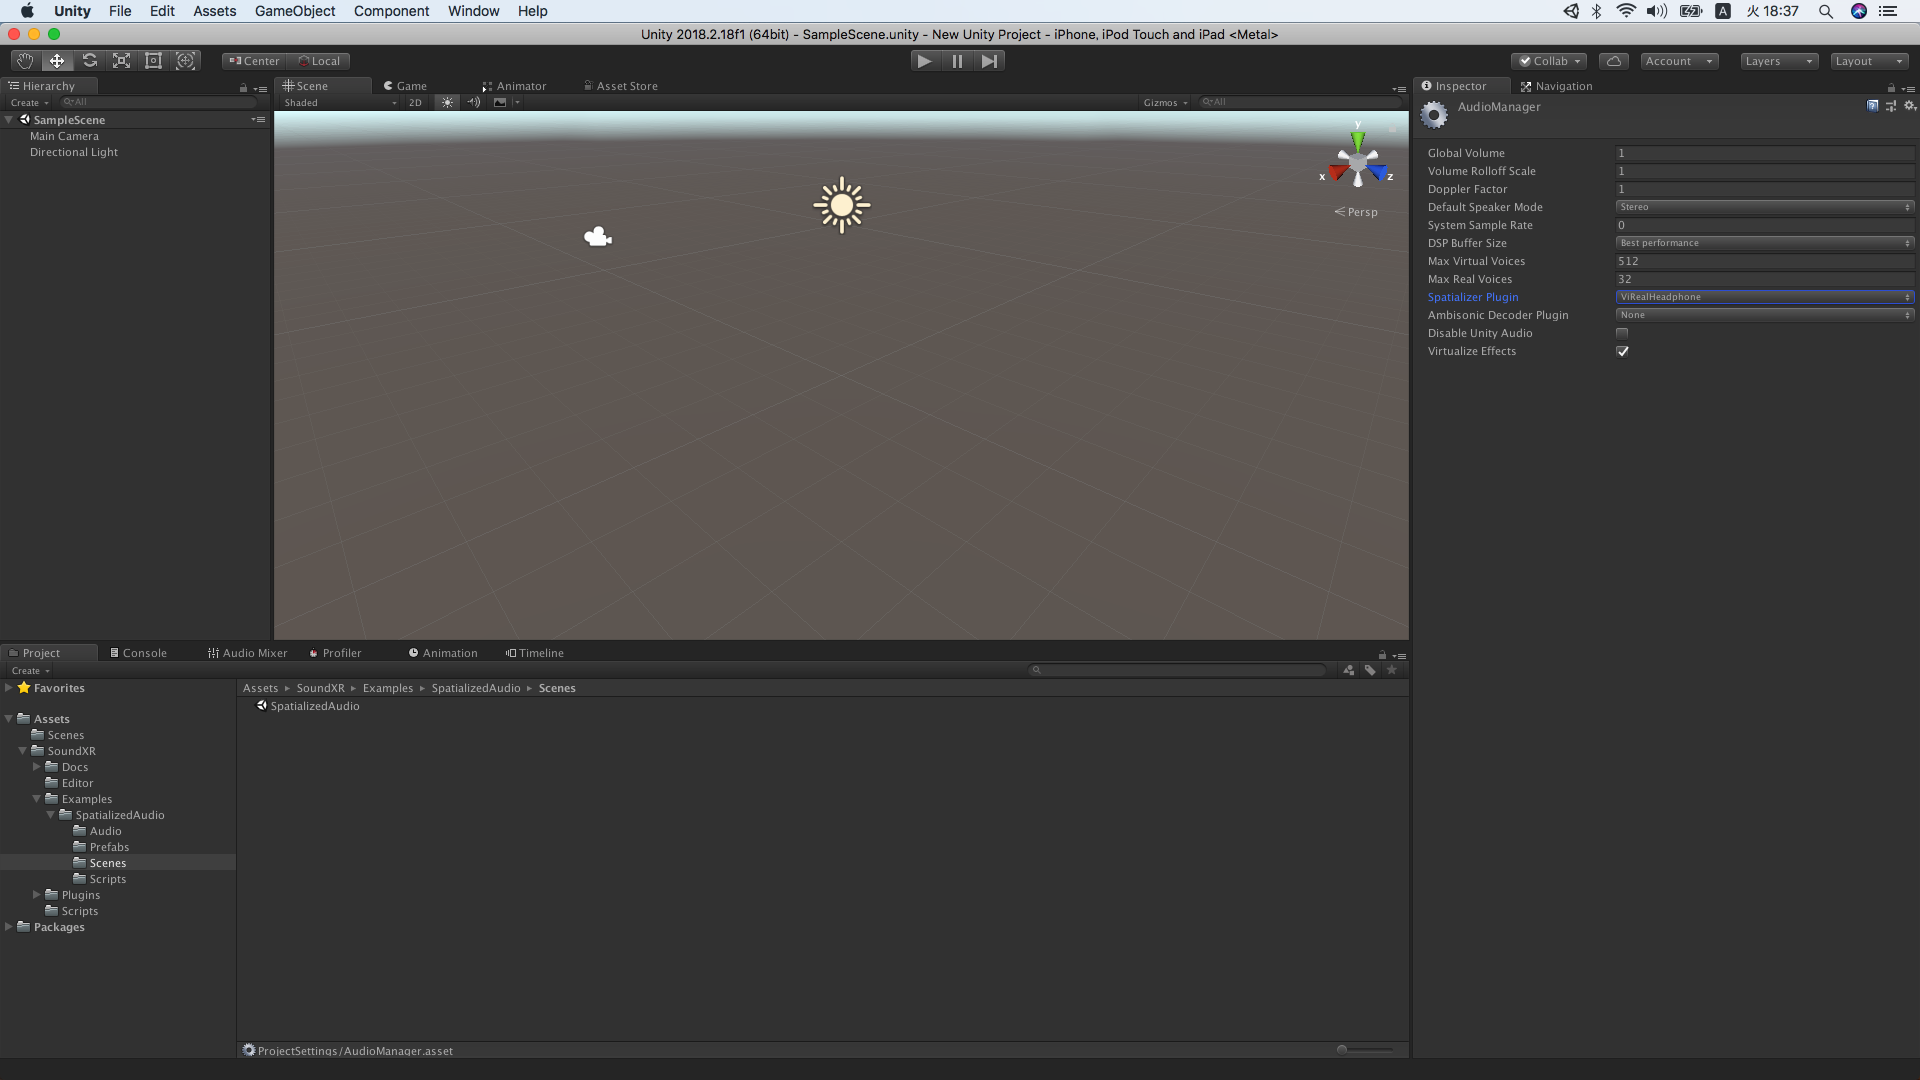 Unity File Edit Assets GameObject Component Window Help A 火 18:37
Unity 2018.2.18f1 (64bit) - SampleScene.unity - New Unity Project - iPhone, iPod Touch and iPad <Metal>
Center Local Collab Account Layers Layout
Hierarchy
Create All
SampleScene
Main Camera
Directional Light
Scene Game Animator Asset Store
Shaded 2D Gizmos All
y
x z
Persp
Inspector Navigation
AudioManager
Global Volume 1
Volume Rolloff Scale 1
Doppler Factor 1
Default Speaker Mode Stereo
System Sample Rate 0
DSP Buffer Size Best performance
Max Virtual Voices 512
Max Real Voices 32
Spatializer Plugin ViRealHeadphone
Ambisonic Decoder Plugin None
Disable Unity Audio
Virtualize Effects
Project Console Audio Mixer Profiler Animation Timeline
Create
Favorites
Assets
Scenes
SoundXR
Docs
Editor
Examples
SpatializedAudio
Audio
Prefabs
Scenes
Scripts
Plugins
Scripts
Packages
Assets SoundXR Examples SpatializedAudio Scenes
SpatializedAudio
ProjectSettings/AudioManager.asset